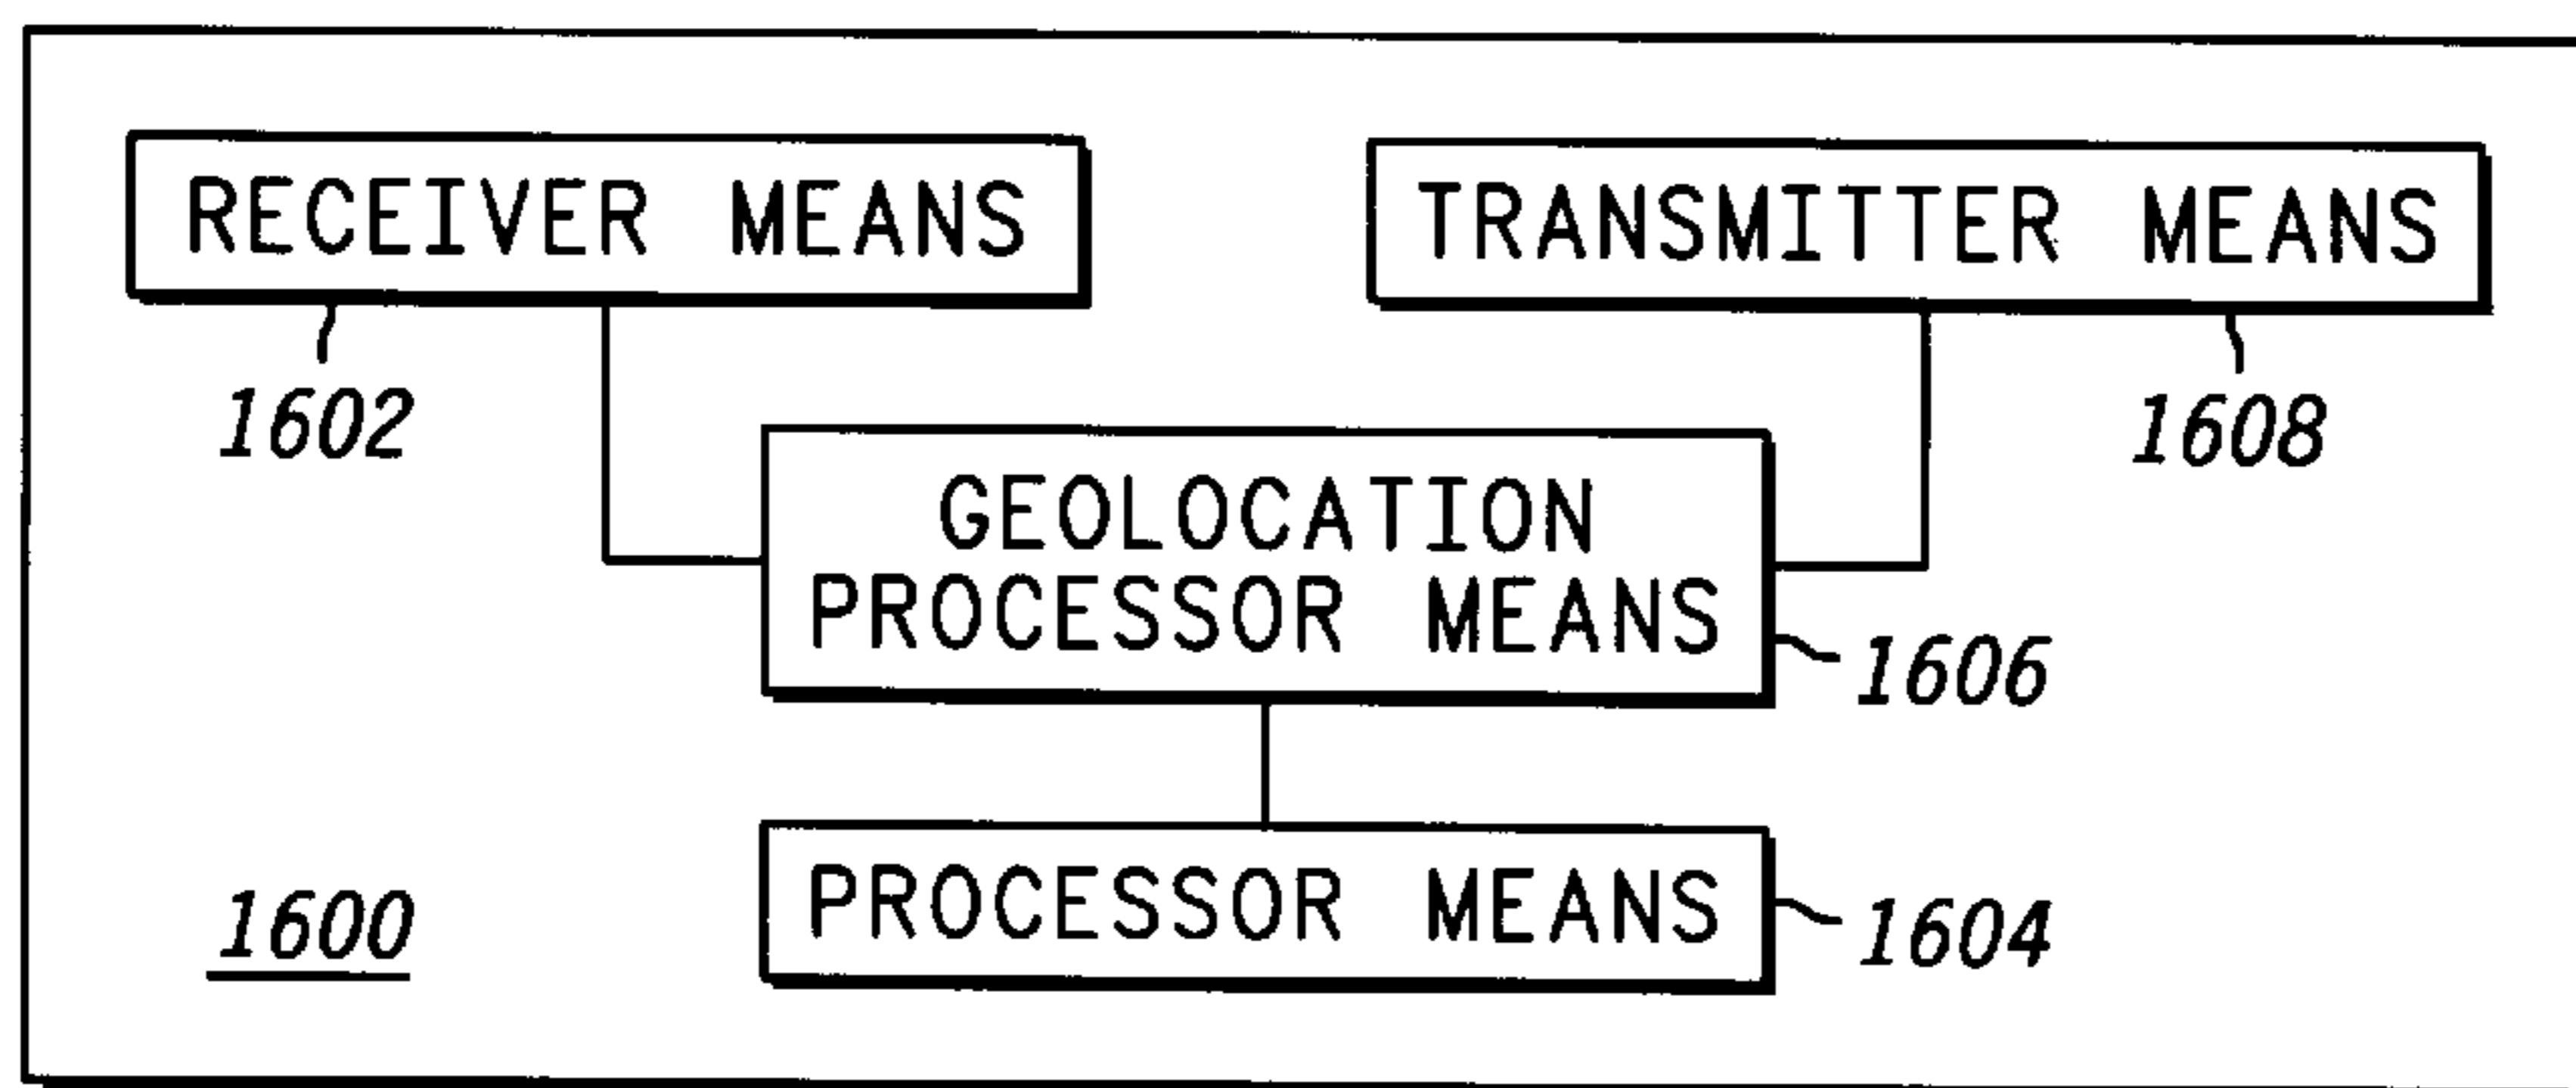 RECEIVER MEANS
TRANSMITTER MEANS
1602
1608
GEOLOCATION
PROCESSOR MEANS
1606
PROCESSOR MEANS
1604
1600